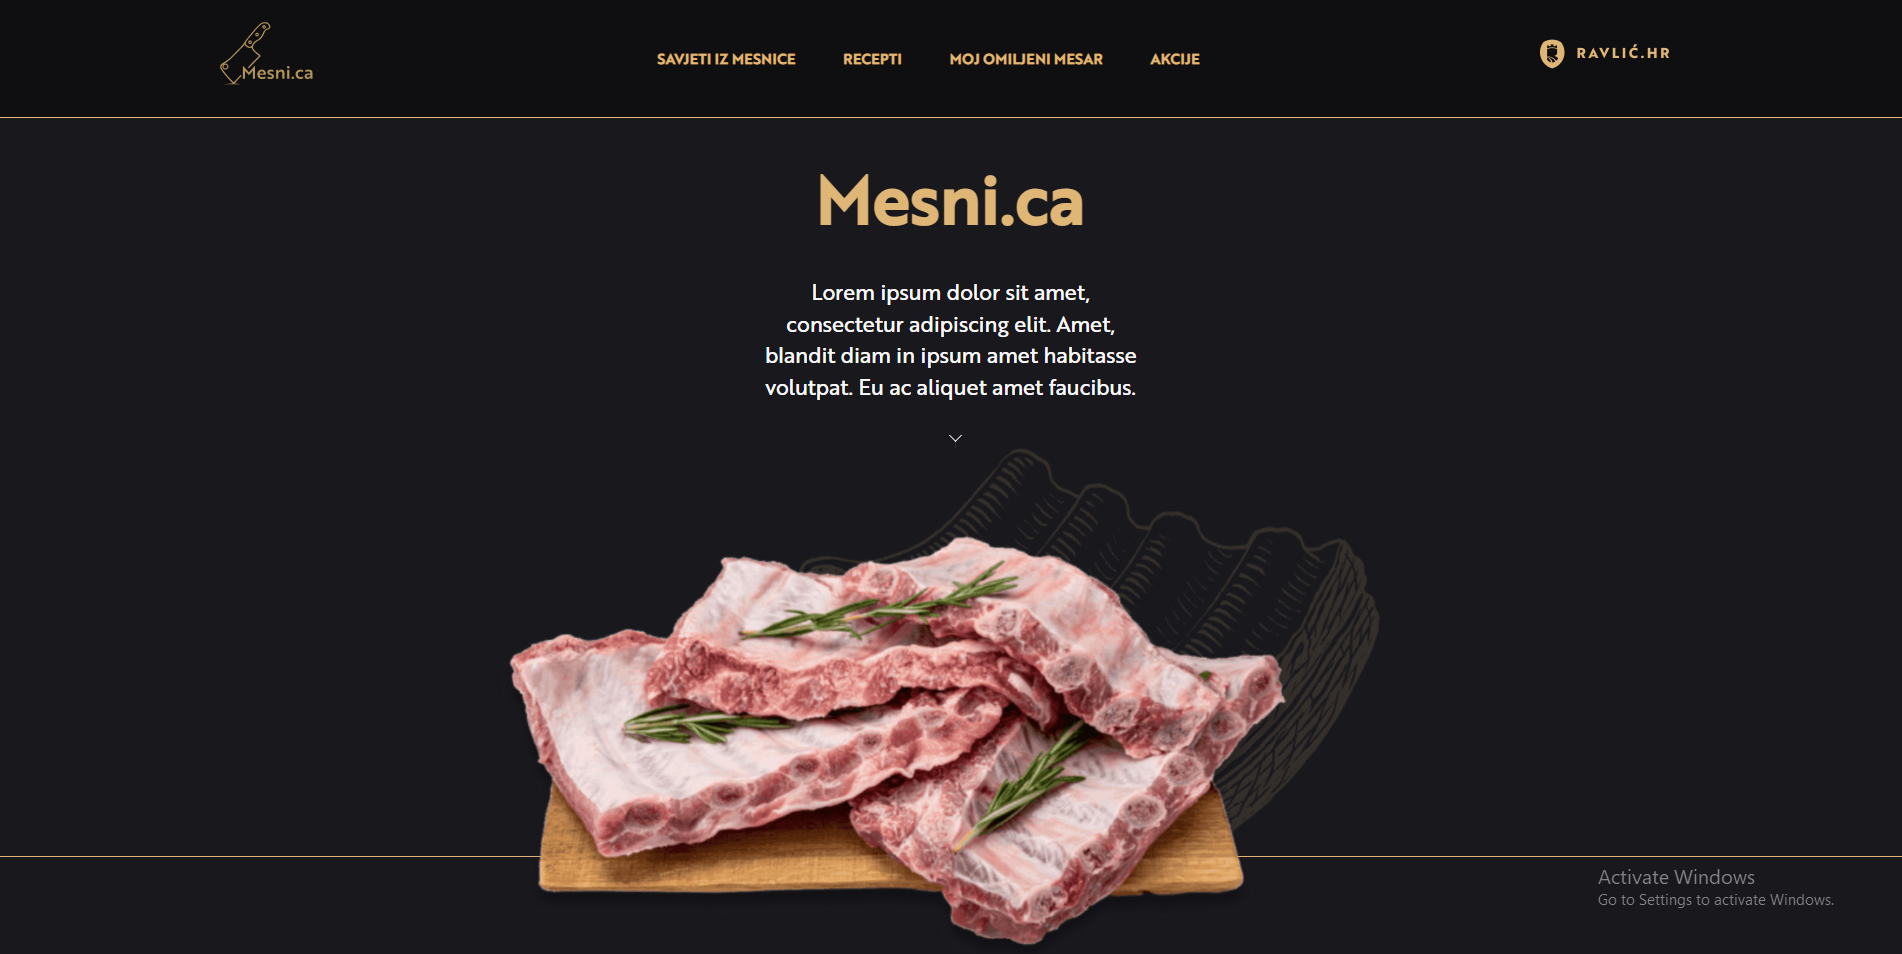 Mesni.ca
SAVJETI IZ MESNICE
RECEPTI
MOJ OMILJENI MESAR
AKCIJE
RAVLIĆ.HR
Mesni.ca
Lorem ipsum dolor sit amet,
consectetur adipiscing elit. Amet,
blandit diam in ipsum amet habitasse
volutpat. Eu ac aliquet amet faucibus.
Activate Windows
Go to Settings to activate Windows.